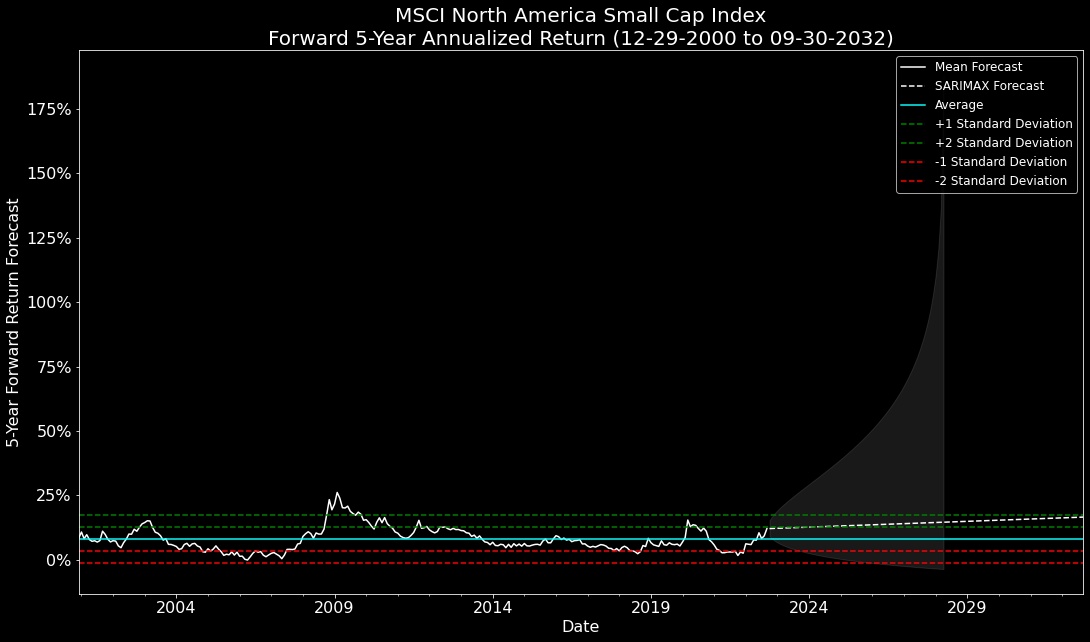 MSCI North America Small Cap Index
Forward 5-Year Annualized Return (12-29-2000 to 09-30-2032)
Mean Forecast
SARIMAX Forecast
Average
+1 Standard Deviation
+2 Standard Deviation
-1 Standard Deviation
-2 Standard Deviation
5-Year Forward Return Forecast
175%
150%
125%
100%
75%
50%
25%
0%
2004
2009
2014
2019
2024
2029
Date